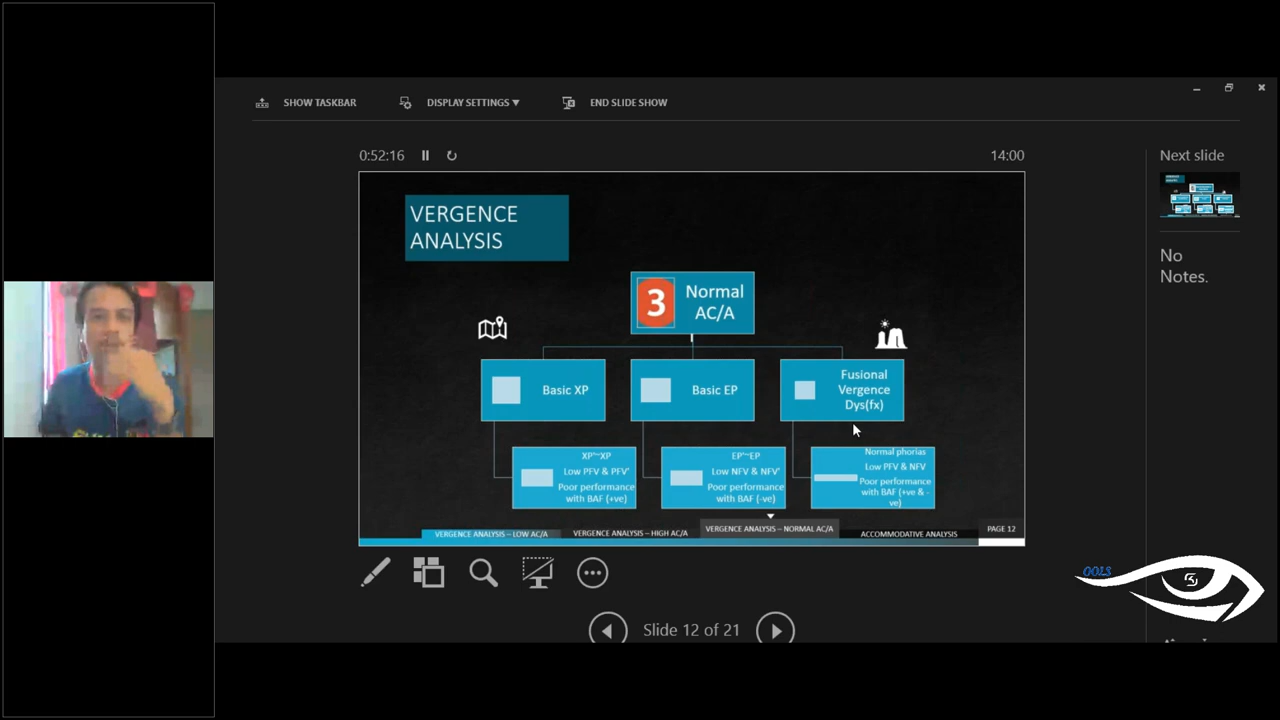 SHOW TASKBAR
DISPLAY SETTINGS ▼
END SLIDE SHOW
0:52:16
14:00
Next slide
No
Notes.
VERGENCE
ANALYSIS
3
Normal
AC/A
Basic XP
Basic EP
Fusional
Vergence
Dys(fx)
XP'~XP
Low PFV & PFV'
Poor performance
with BAF (+ve)
EP'~EP
Low NFV & NFV'
Poor performance
with BAF (-ve)
Normal phorias
Low PFV & NFV
Poor performance
with BAF (+ve & -
ve)
VERGENCE ANALYSIS – LOW AC/A
VERGENCE ANALYSIS – HIGH AC/A
VERGENCE ANALYSIS – NORMAL AC/A
ACCOMMODATIVE ANALYSIS
PAGE 12
OOLS
Slide 12 of 21